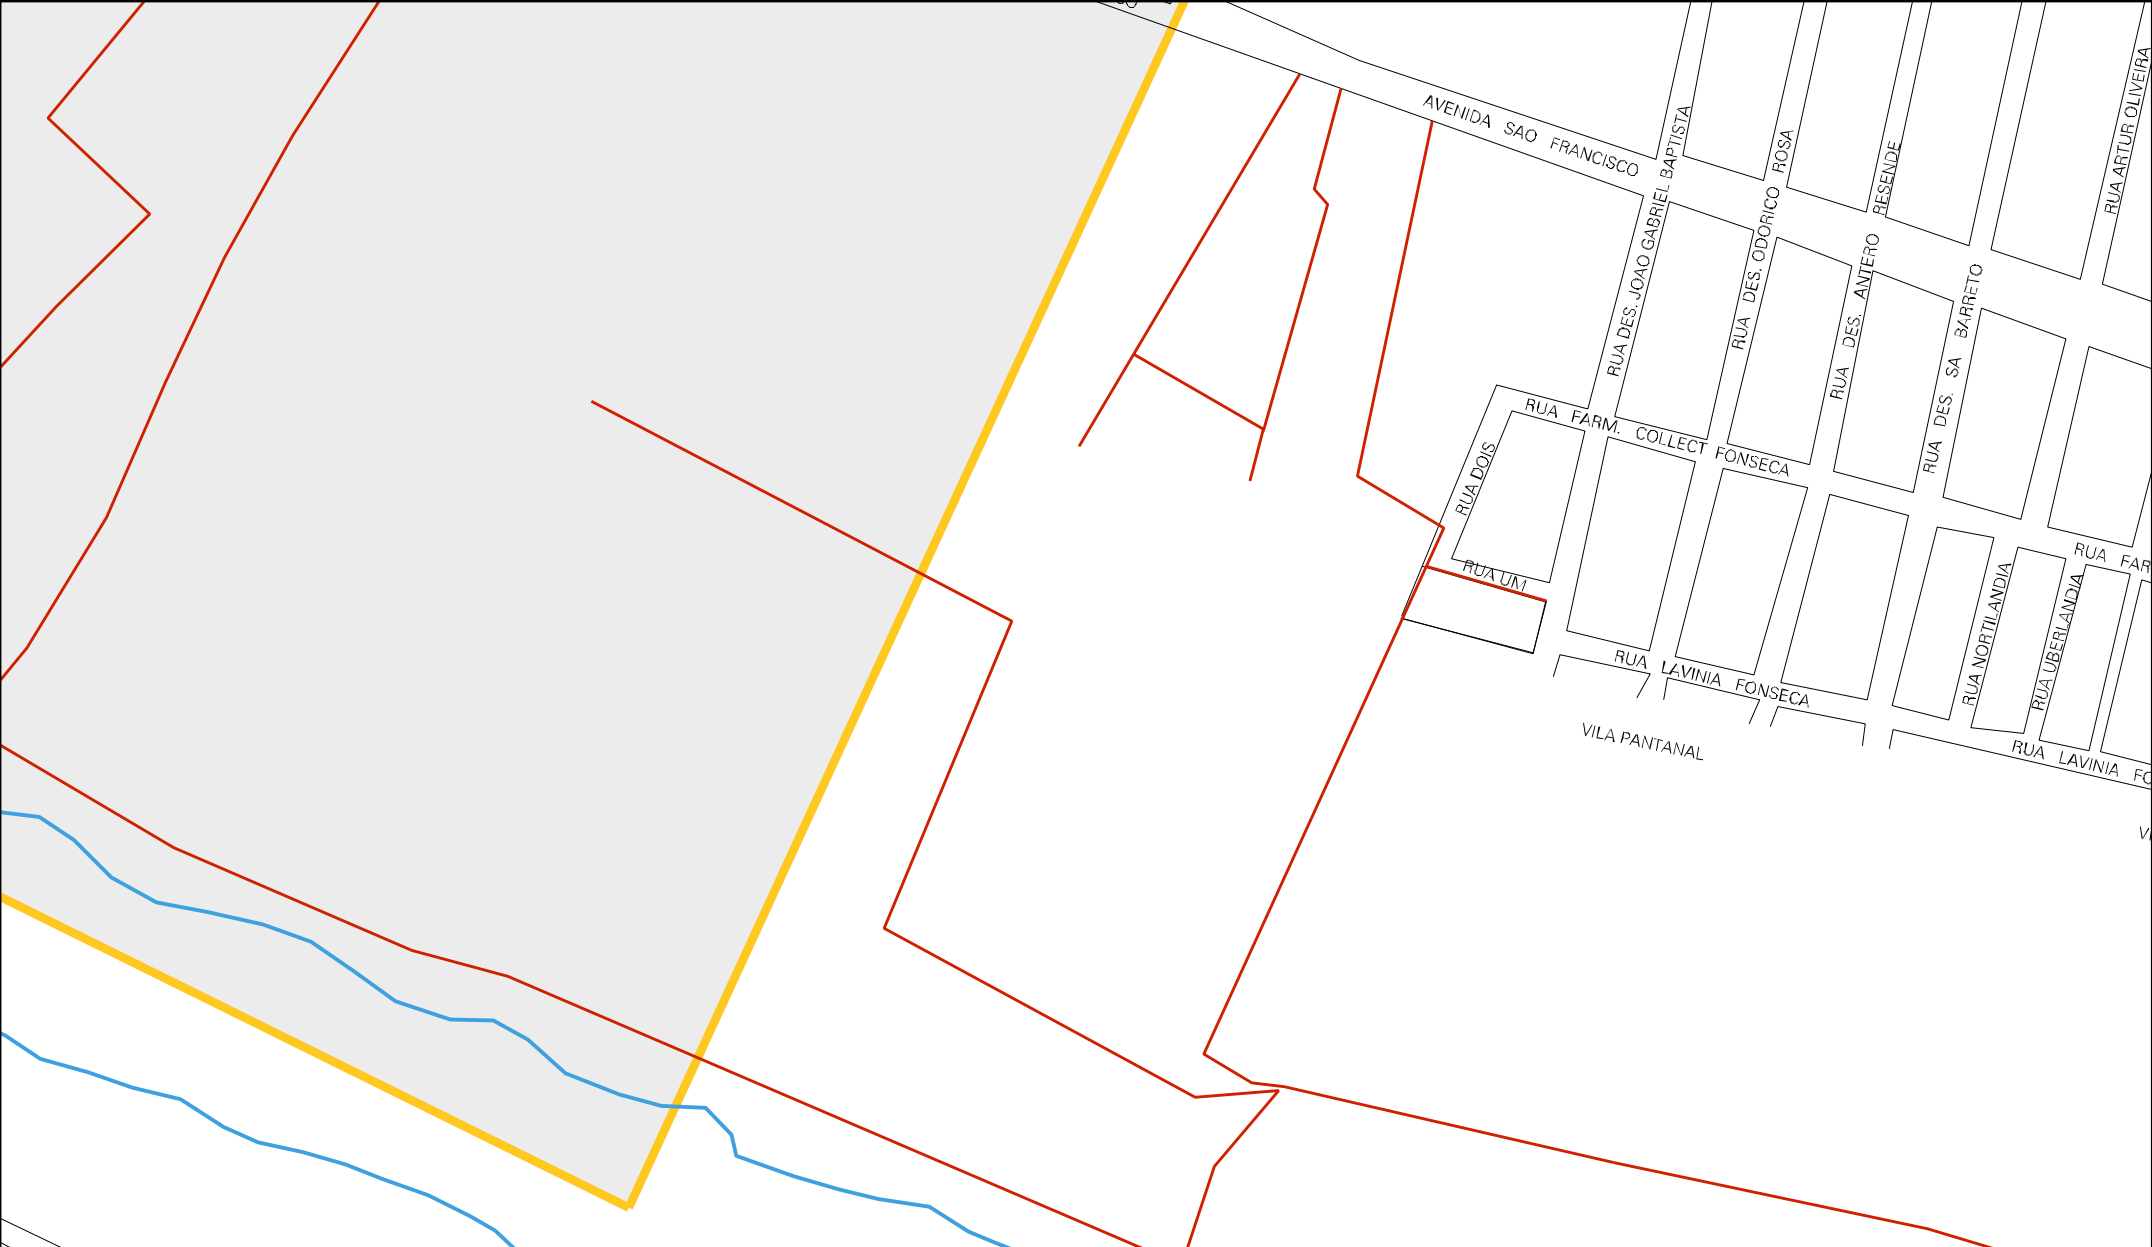 AVENIDA SAO FRANCISCO
RUA DES. JOAO GABRIEL BAPTISTA
RUA DES. ODORICO ROSA
RUA DES. ANTERO RESENDE
RUA DES. SA BARRETO
RUA ARTUR OLIVEIRA
RUA FARM. COLLECT FONSECA
RUA DOIS
RUA UM
RUA FAR
RUA NORTILANDIA
RUA UBERLANDIA
RUA LAVINIA FONSECA
VILA PANTANAL
RUA LAVINIA FO